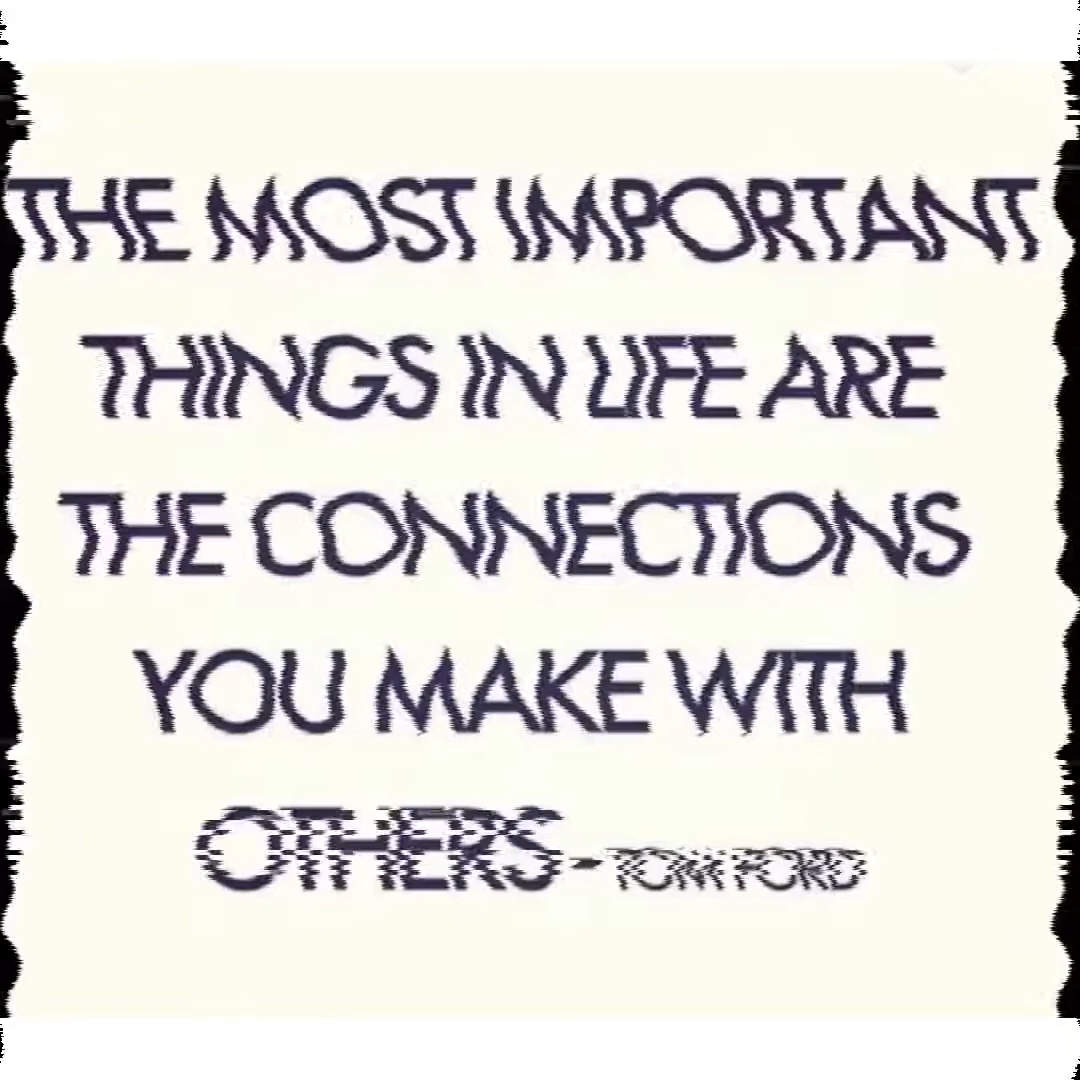 THE MOST IMPORTANT
THINGS IN LIFE ARE
THE CONNECTIONS
YOU MAKE WITH
OTHERS - TOM FORD